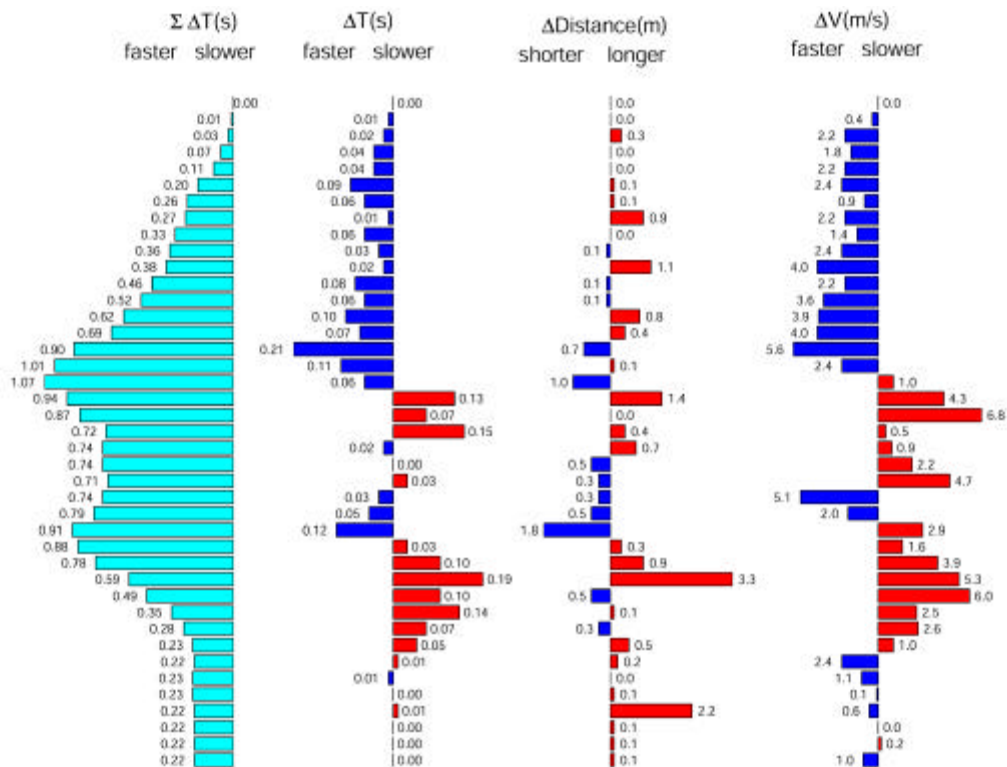 Σ ΔT(s) ΔT(s) ΔDistance(m) ΔV(m/s)
faster slower faster slower shorter longer faster slower
0.00 0.00 0.0 0.0
0.01 0.01 0.0 0.4
0.03 0.02 0.3 2.2
0.07 0.04 0.0 1.8
0.11 0.04 0.0 2.2
0.20 0.09 0.1 2.4
0.26 0.06 0.1 0.9
0.27 0.01 0.9 2.2
0.33 0.06 0.0 1.4
0.36 0.03 0.1 2.4
0.38 0.02 1.1 4.0
0.46 0.08 0.1 2.2
0.52 0.06 0.1 3.6
0.62 0.10 0.8 3.9
0.69 0.07 0.4 4.0
0.90 0.21 0.7 5.6
1.01 0.11 0.1 2.4
1.07 0.06 1.0 1.0
0.94 0.13 1.4 4.3
0.87 0.07 0.0 6.8
0.72 0.15 0.4 0.5
0.74 0.02 0.7 0.9
0.74 0.00 0.5 2.2
0.71 0.03 0.3 4.7
0.74 0.03 0.3 5.1
0.79 0.05 0.5 2.0
0.91 0.12 1.8 2.9
0.88 0.03 0.3 1.6
0.78 0.10 0.9 3.9
0.59 0.19 3.3 5.3
0.49 0.10 0.5 6.0
0.35 0.14 0.1 2.5
0.28 0.07 0.3 2.6
0.23 0.05 0.5 1.0
0.22 0.01 0.2 2.4
0.23 0.01 0.0 1.1
0.23 0.00 0.1 0.1
0.22 0.01 2.2 0.6
0.22 0.00 0.1 0.0
0.22 0.00 0.1 0.2
0.22 0.00 0.1 1.0